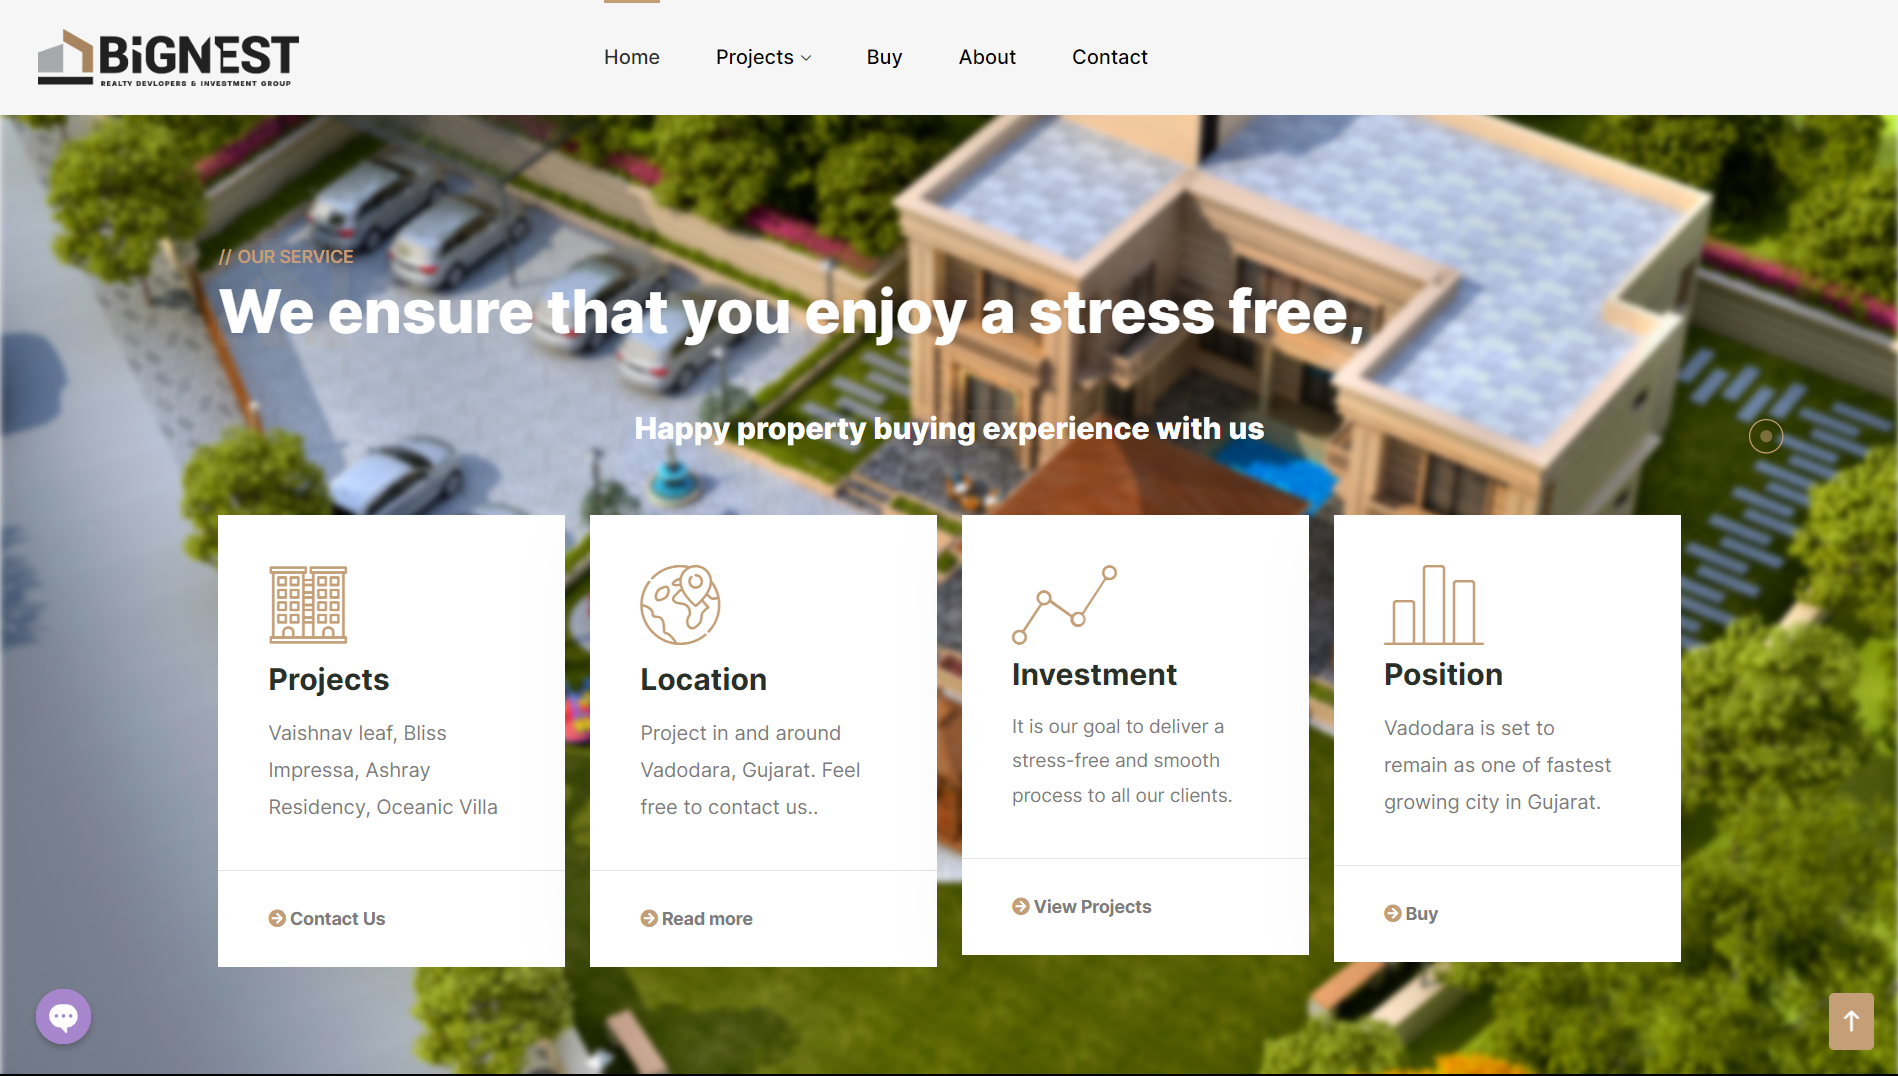 BiGNEST
REALTY DEVLOPERS & INVESTMENT GROUP
Home
Projects
Buy
About
Contact
// OUR SERVICE
We ensure that you enjoy a stress free,
Happy property buying experience with us
Projects
Vaishnav leaf, Bliss
Impressa, Ashray
Residency, Oceanic Villa
Contact Us
Location
Project in and around
Vadodara, Gujarat. Feel
free to contact us..
Read more
Investment
It is our goal to deliver a
stress-free and smooth
process to all our clients.
View Projects
Position
Vadodara is set to
remain as one of fastest
growing city in Gujarat.
Buy